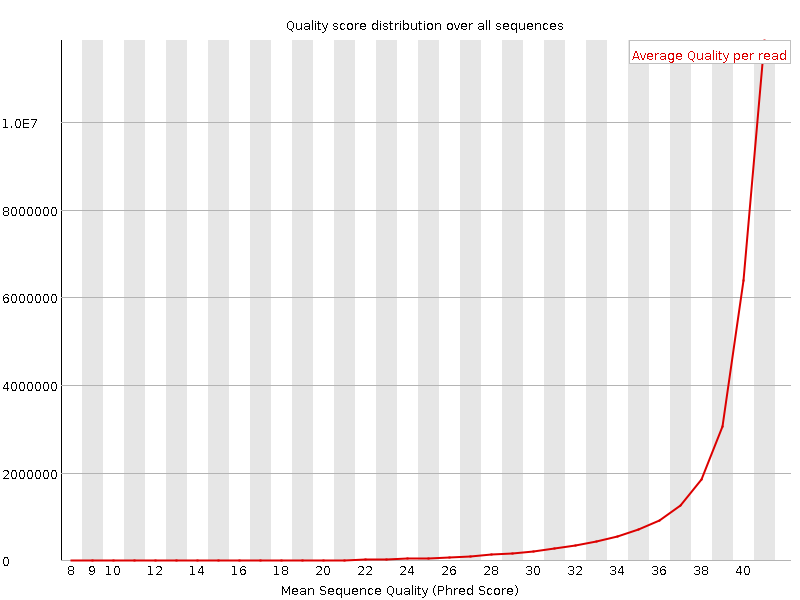 Quality score distribution over all sequences
Average Quality per read
1.0E7
8000000
6000000
4000000
2000000
0
8 9 10 12 14 16 18 20 22 24 26 28 30 32 34 36 38 40
Mean Sequence Quality (Phred Score)